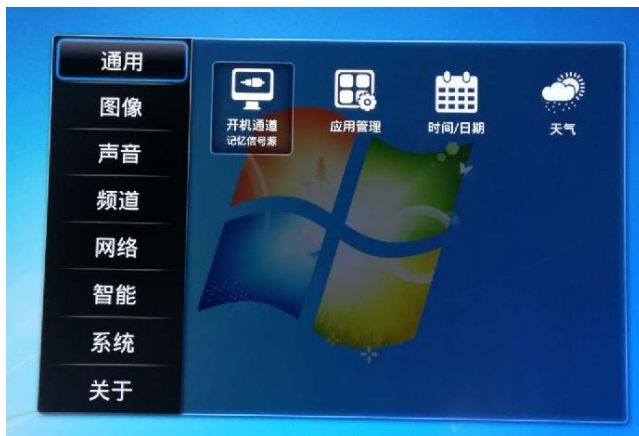 通用
图像
声音
频道
网络
智能
系统
关于
开机通道
记忆信号源
应用管理
时间/日期
天气